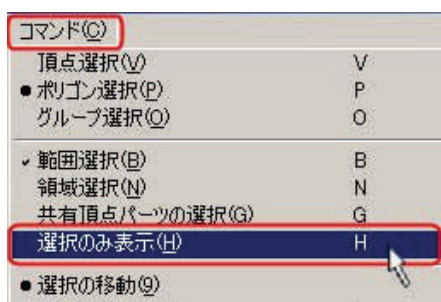 コマンド(C)
頂点選択(V) V
●ポリゴン選択(P) P
グループ選択(O) O
✓範囲選択(B) B
領域選択(N) N
共有頂点パーツの選択(G) G
選択のみ表示(H) H
●選択の移動(9)